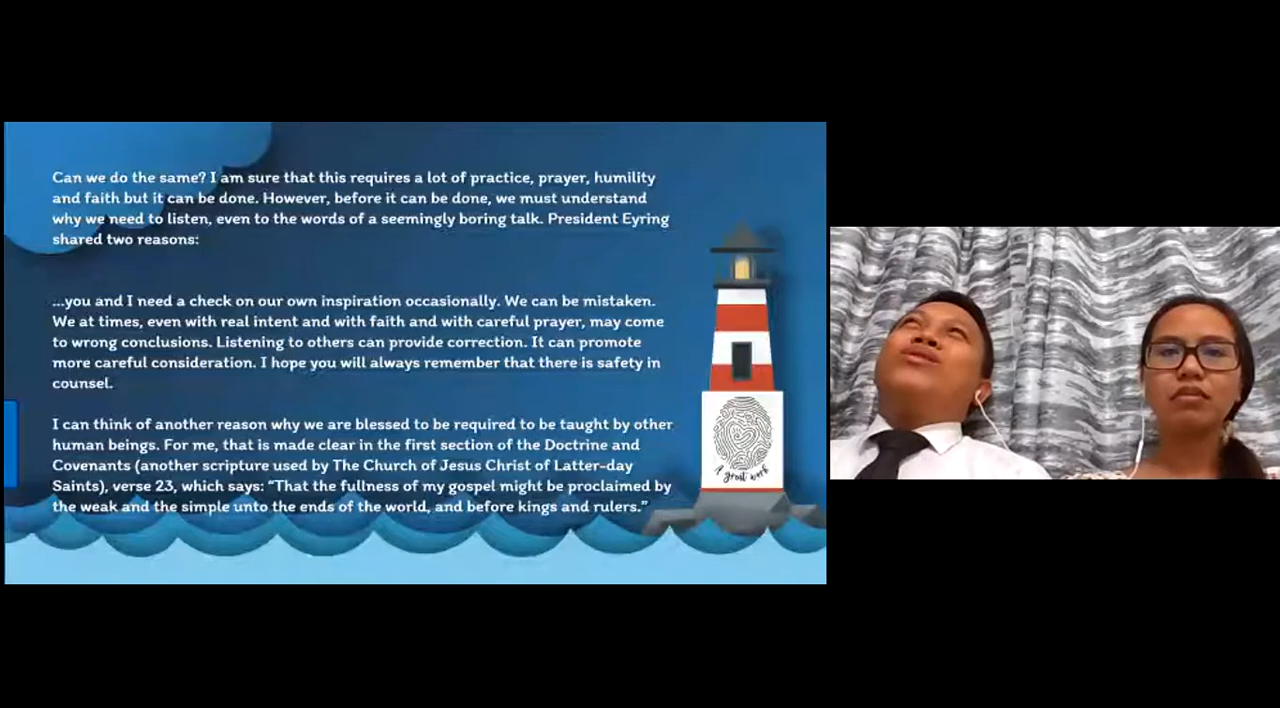 Can we do the same? I am sure that this requires a lot of practice, prayer, humility
and faith but it can be done. However, before it can be done, we must understand
why we need to listen, even to the words of a seemingly boring talk. President Eyring
shared two reasons:
...you and I need a check on our own inspiration occasionally. We can be mistaken.
We at times, even with real intent and with faith and with careful prayer, may come
to wrong conclusions. Listening to others can provide correction. It can promote
more careful consideration. I hope you will always remember that there is safety in
counsel.
I can think of another reason why we are blessed to be required to be taught by other
human beings. For me, that is made clear in the first section of the Doctrine and
Covenants (another scripture used by The Church of Jesus Christ of Latter-day
Saints), verse 23, which says: “That the fullness of my gospel might be proclaimed by
the weak and the simple unto the ends of the world, and before kings and rulers.”
A great work